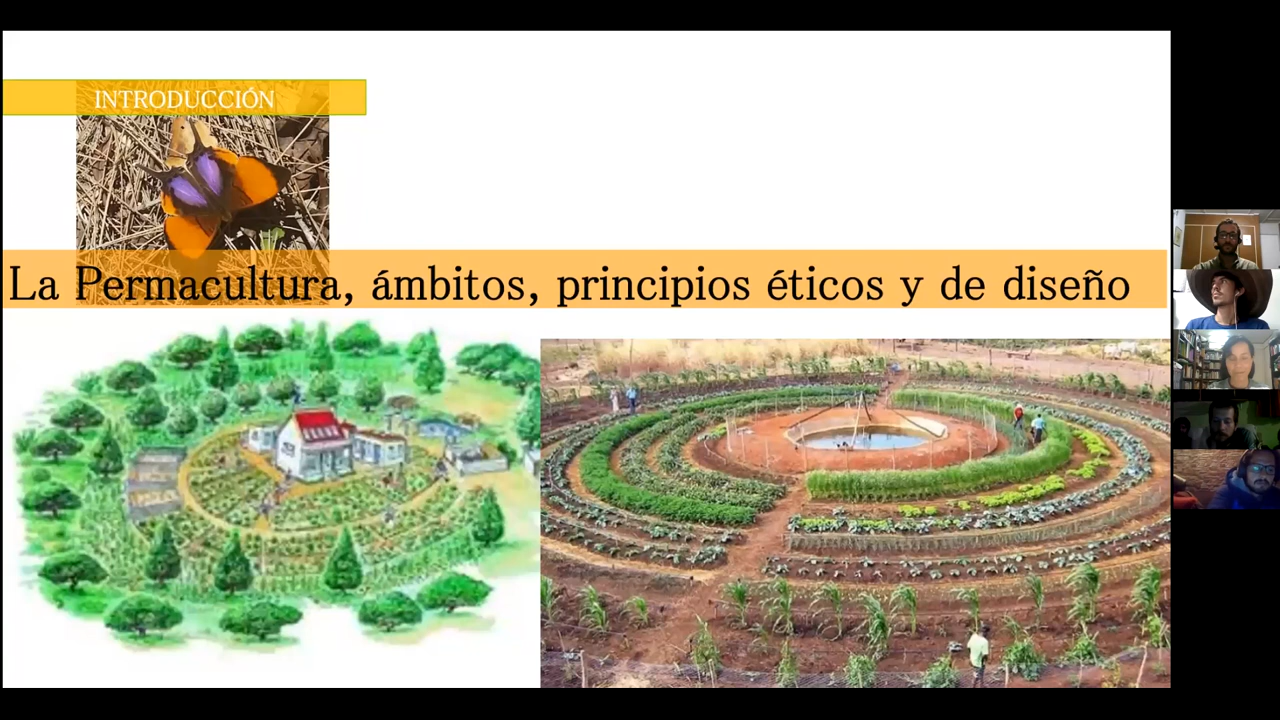 INTRODUCCIÓN
La Permacultura, ámbitos, principios éticos y de diseño